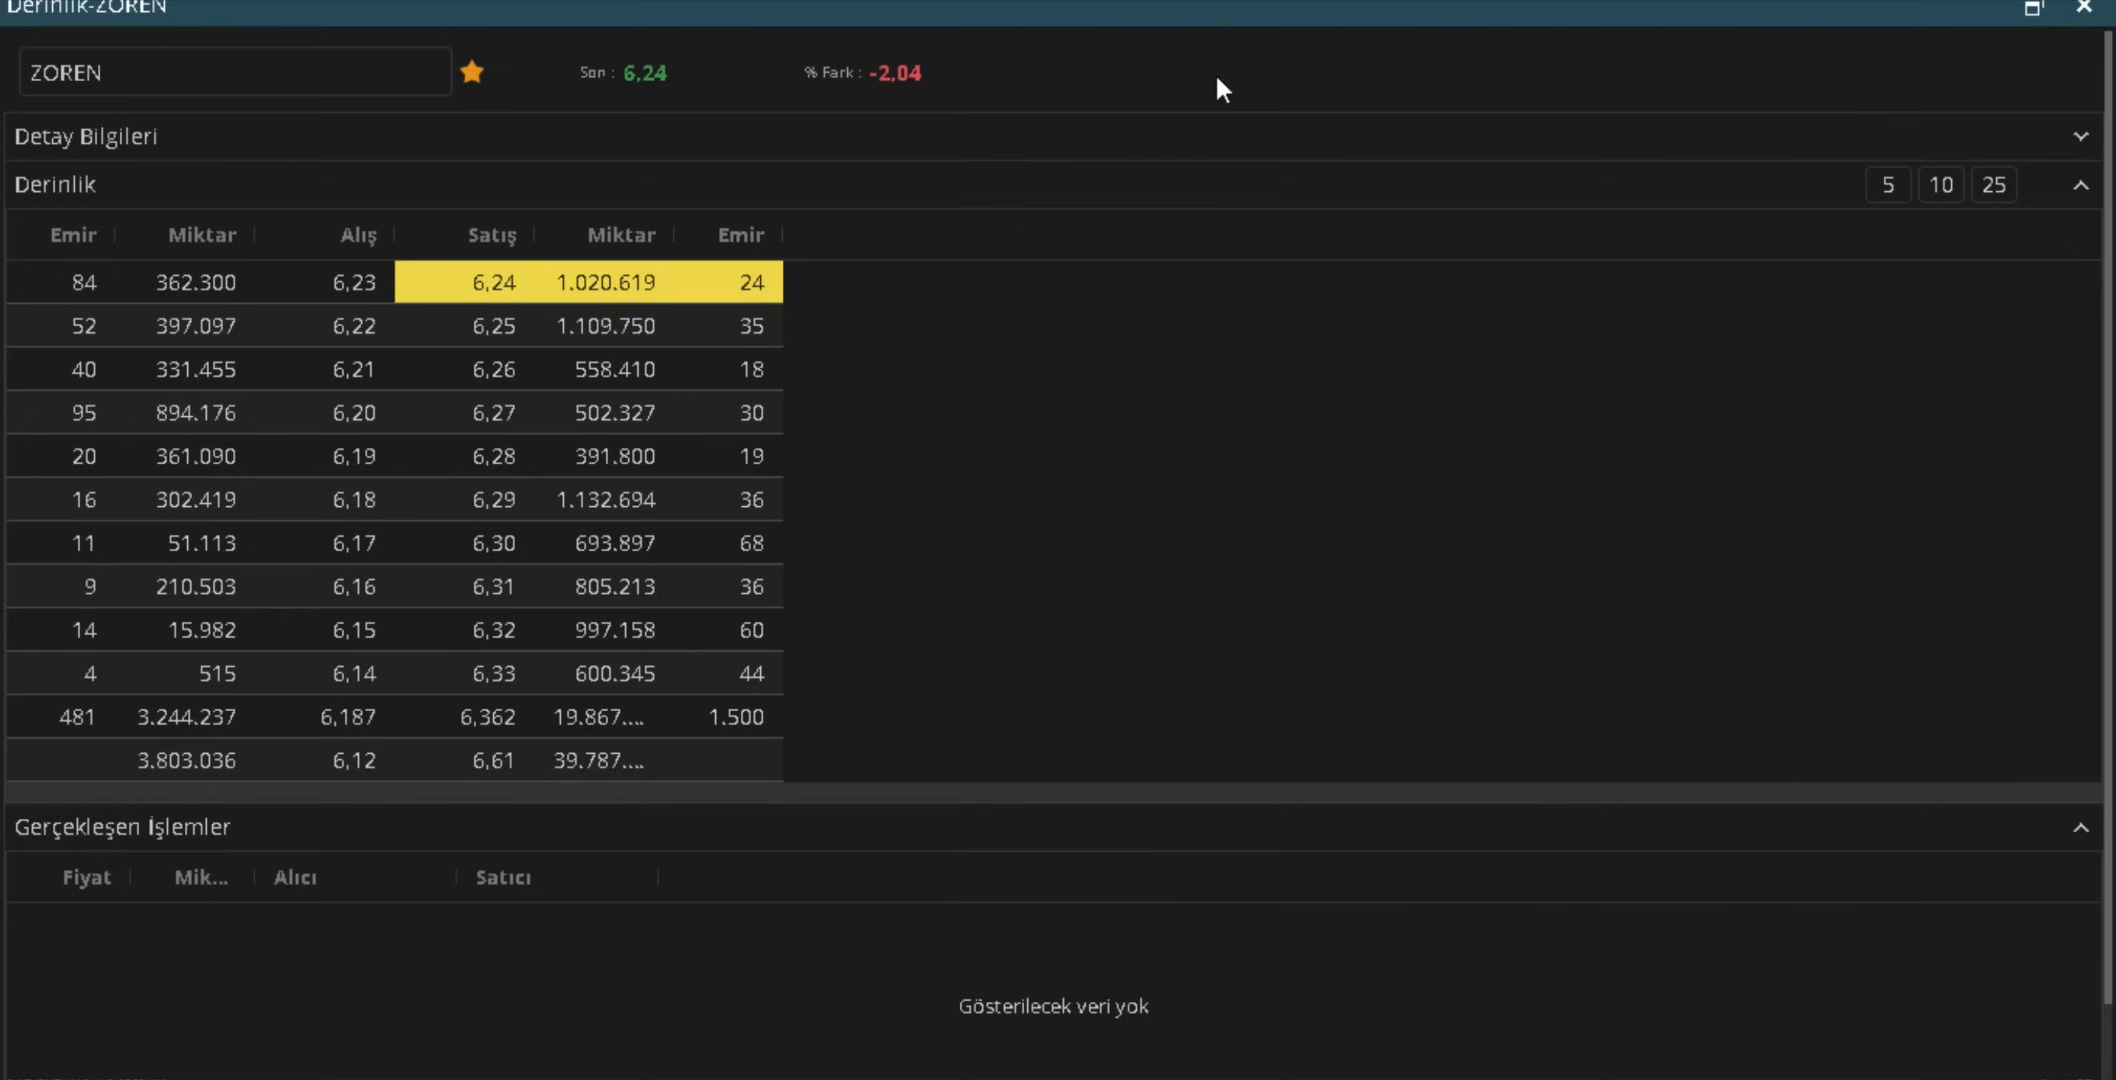 Derinlik-ZOREN
ZOREN Son : 6,24 % Fark : -2,04
Detay Bilgileri
Derinlik 5 10 25
Emir Miktar Alış Satış Miktar Emir
84 362.300 6,23 6,24 1.020.619 24
52 397.097 6,22 6,25 1.109.750 35
40 331.455 6,21 6,26 558.410 18
95 894.176 6,20 6,27 502.327 30
20 361.090 6,19 6,28 391.800 19
16 302.419 6,18 6,29 1.132.694 36
11 51.113 6,17 6,30 693.897 68
9 210.503 6,16 6,31 805.213 36
14 15.982 6,15 6,32 997.158 60
4 515 6,14 6,33 600.345 44
481 3.244.237 6,187 6,362 19.867.... 1.500
3.803.036 6,12 6,61 39.787....
Gerçekleşen İşlemler
Fiyat Mik... Alıcı Satıcı
Gösterilecek veri yok